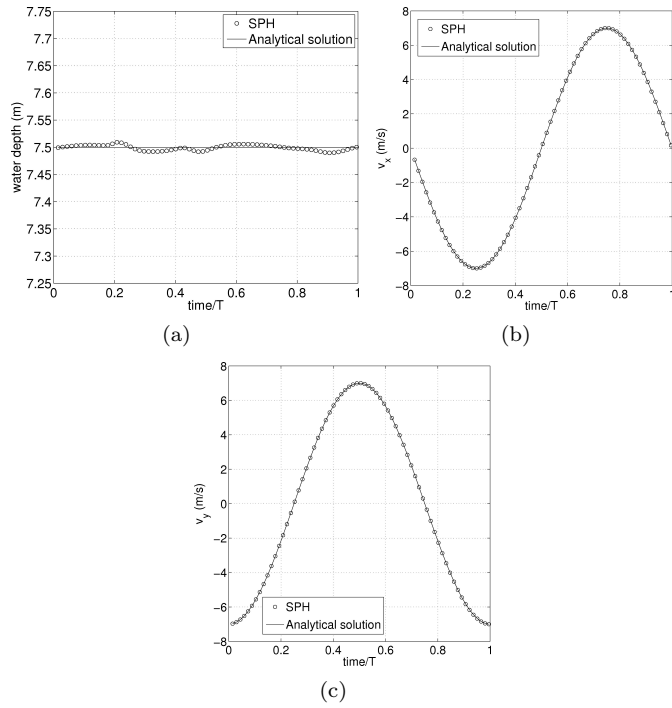 7.75
7.7
7.65
7.6
7.55
7.5
7.45
7.4
7.35
7.3
7.25
water depth (m)
SPH
Analytical solution
0 0.2 0.4 0.6 0.8 1
time/T
(a)
8
6
4
2
0
−2
−4
−6
−8
v_x (m/s)
SPH
Analytical solution
0 0.2 0.4 0.6 0.8 1
time/T
(b)
8
6
4
2
0
−2
−4
−6
−8
v_y (m/s)
SPH
Analytical solution
0 0.2 0.4 0.6 0.8 1
time/T
(c)